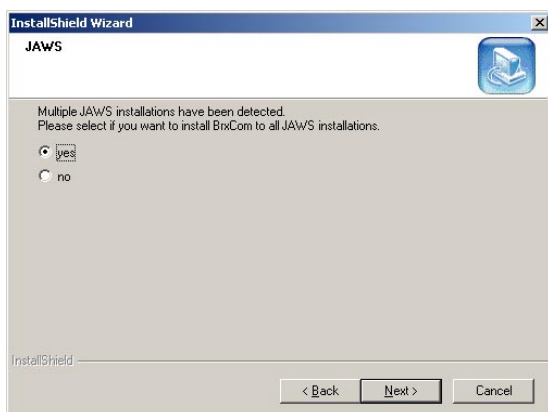 InstallShield Wizard
JAWS
Multiple JAWS installations have been detected.
Please select if you want to install BrxCom to all JAWS installations.
yes
no
InstallShield
< Back
Next >
Cancel